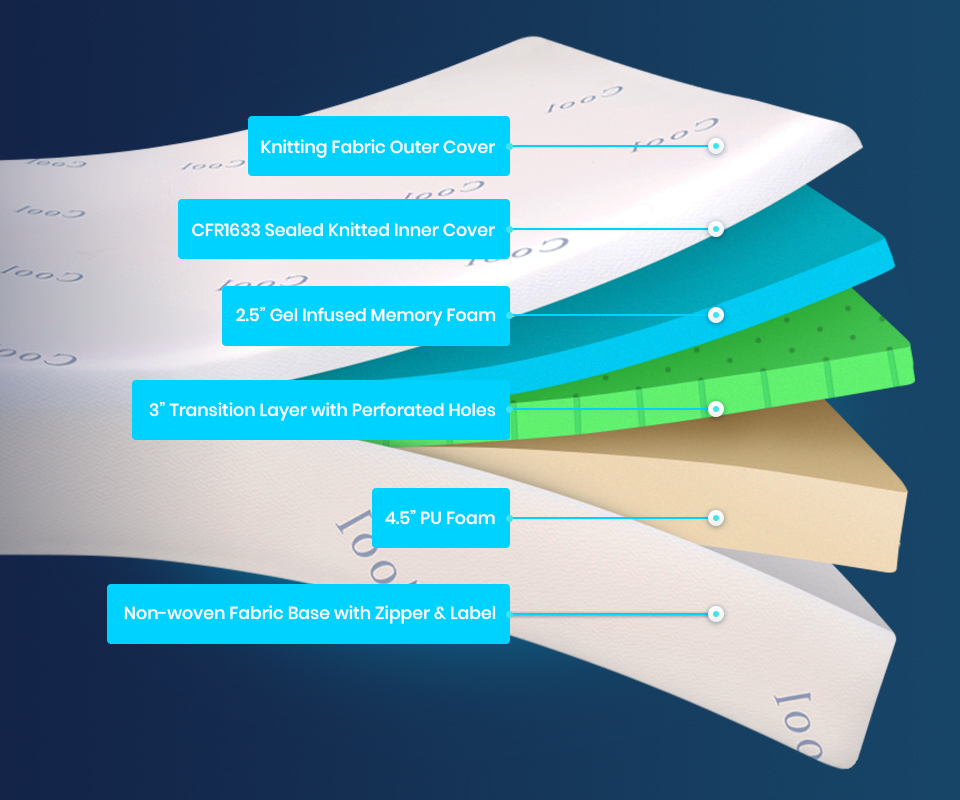 Cool
Cool
Knitting Fabric Outer Cover
Cool
Cool
Cool
Cool
CFR1633 Sealed Knitted Inner Cover
Cool
Cool
Cool
2.5” Gel Infused Memory Foam
Cool
3” Transition Layer with Perforated Holes
4.5” PU Foam
Non-woven Fabric Base with Zipper & Label